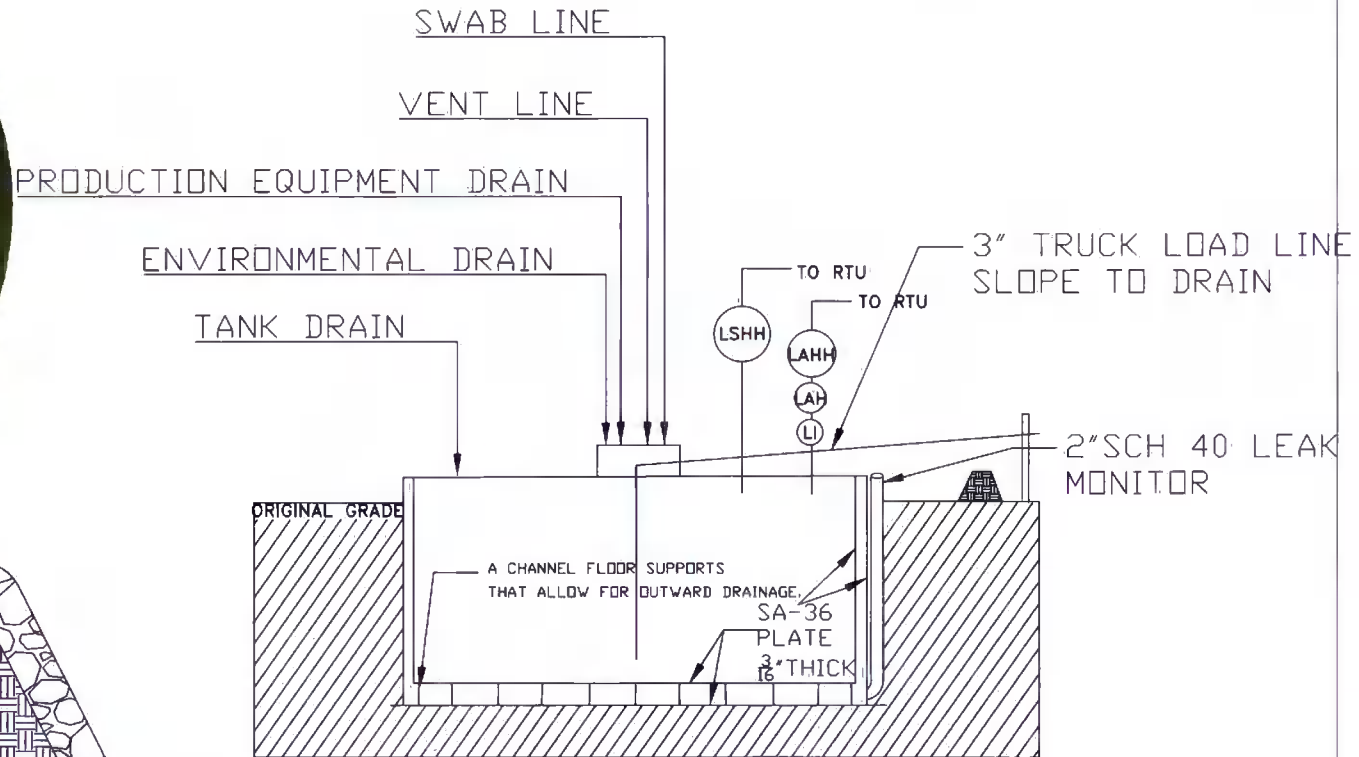 SWAB LINE
VENT LINE
PRODUCTION EQUIPMENT DRAIN
ENVIRONMENTAL DRAIN
TANK DRAIN
TO RTU
TO RTU
3" TRUCK LOAD LINE
SLOPE TO DRAIN
LSHH
LAHH
LAH
LI
2"SCH 40 LEAK
MONITOR
ORIGINAL GRADE
A CHANNEL FLOOR SUPPORTS
THAT ALLOW FOR OUTWARD DRAINAGE.
SA-36
PLATE
3/16"THICK